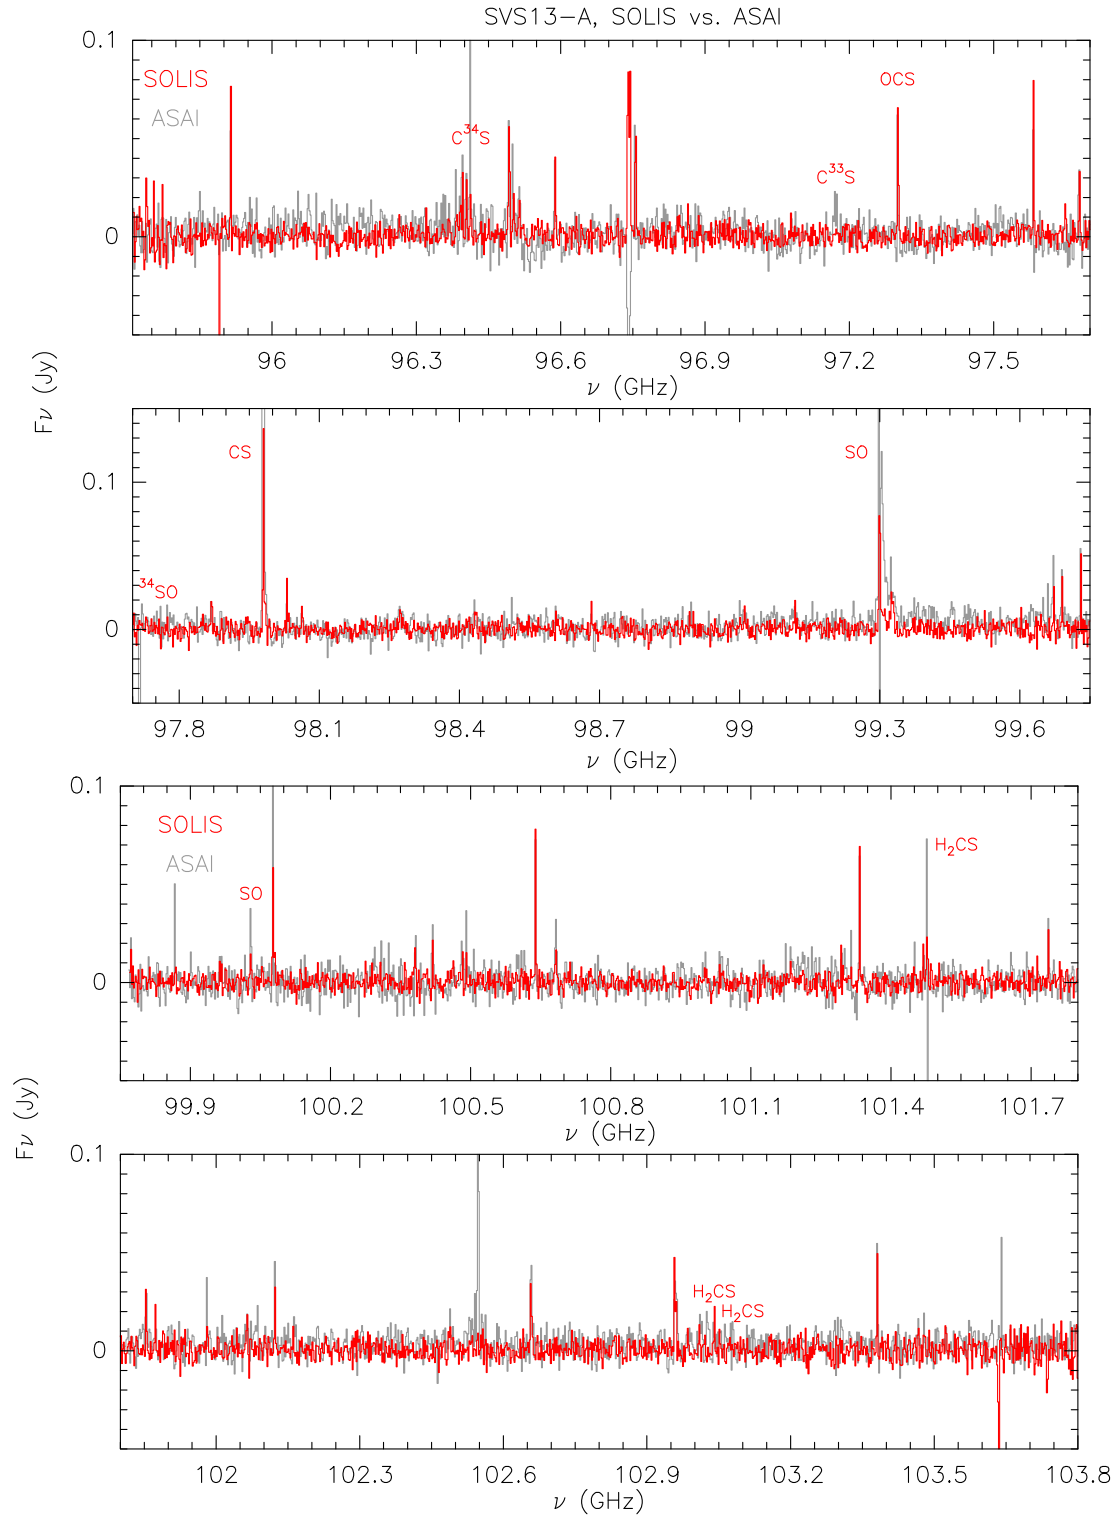 SVS13-A, SOLIS vs. ASAI
0.1
SOLIS
ASAI
C³⁴S
C³³S
OCS
0
96
96.3
96.6
96.9
97.2
97.5
ν (GHz)
Fν (Jy)
CS
SO
0.1
³⁴SO
0
97.8
98.1
98.4
98.7
99
99.3
99.6
ν (GHz)
0.1
SOLIS
ASAI
SO
H₂CS
0
99.9
100.2
100.5
100.8
101.1
101.4
101.7
ν (GHz)
Fν (Jy)
0.1
H₂CS
H₂CS
0
102
102.3
102.6
102.9
103.2
103.5
103.8
ν (GHz)